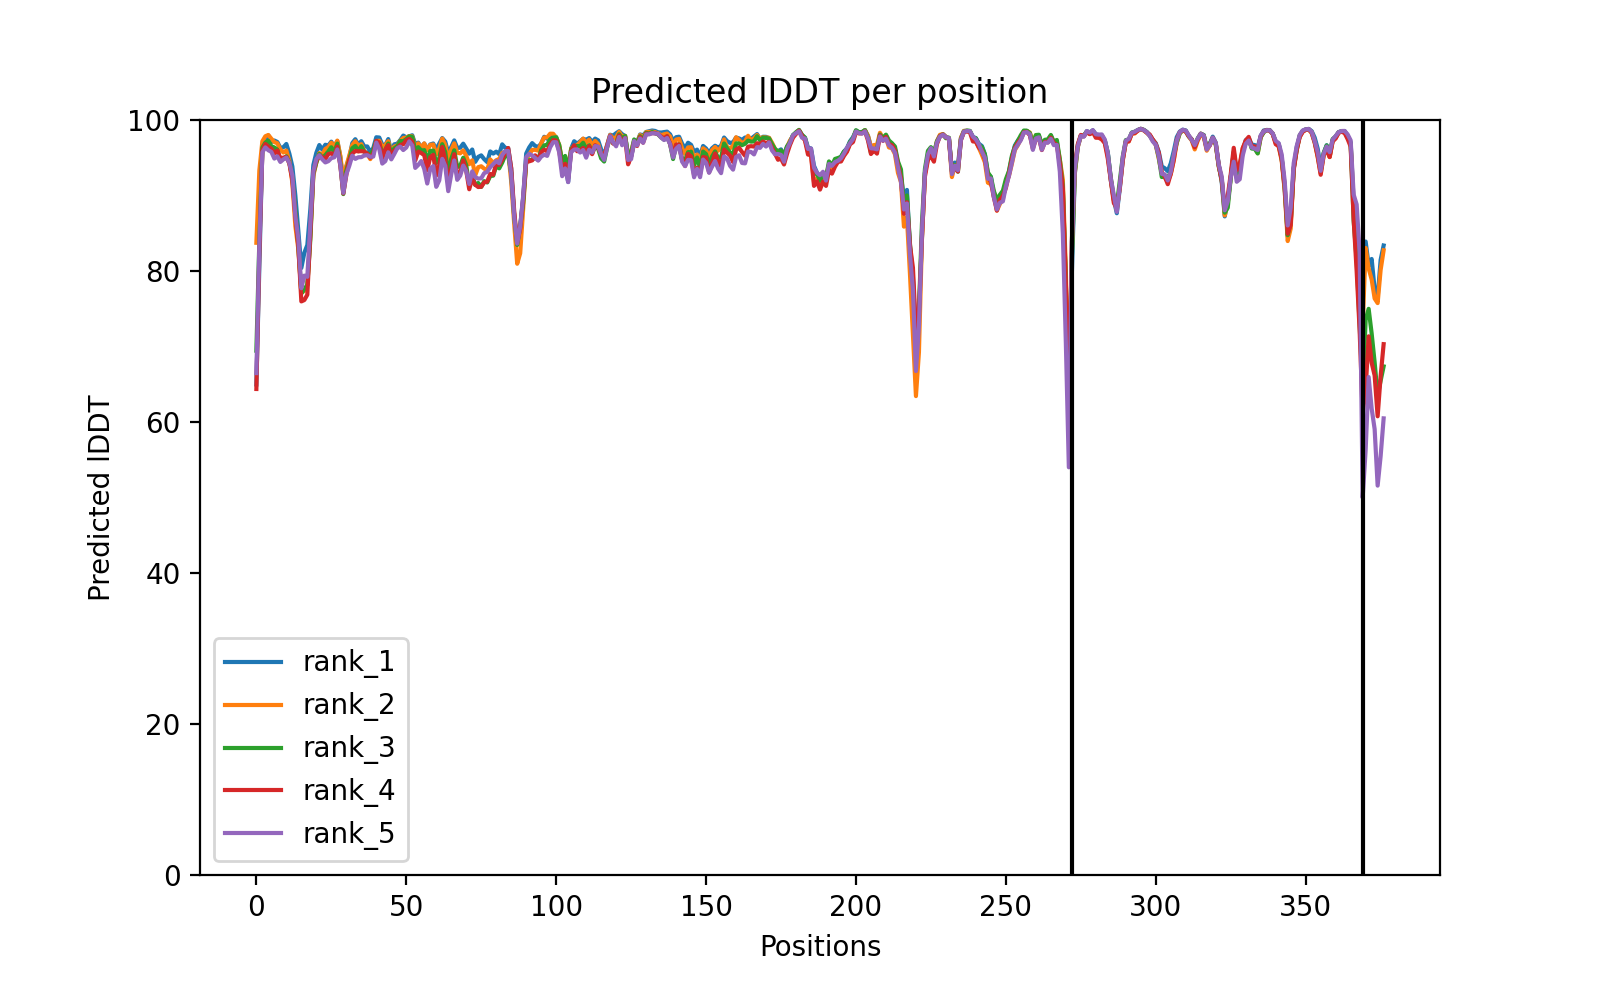 Predicted lDDT per position
100
80
60
40
20
0
Predicted lDDT
rank_1
rank_2
rank_3
rank_4
rank_5
0 50 100 150 200 250 300 350
Positions